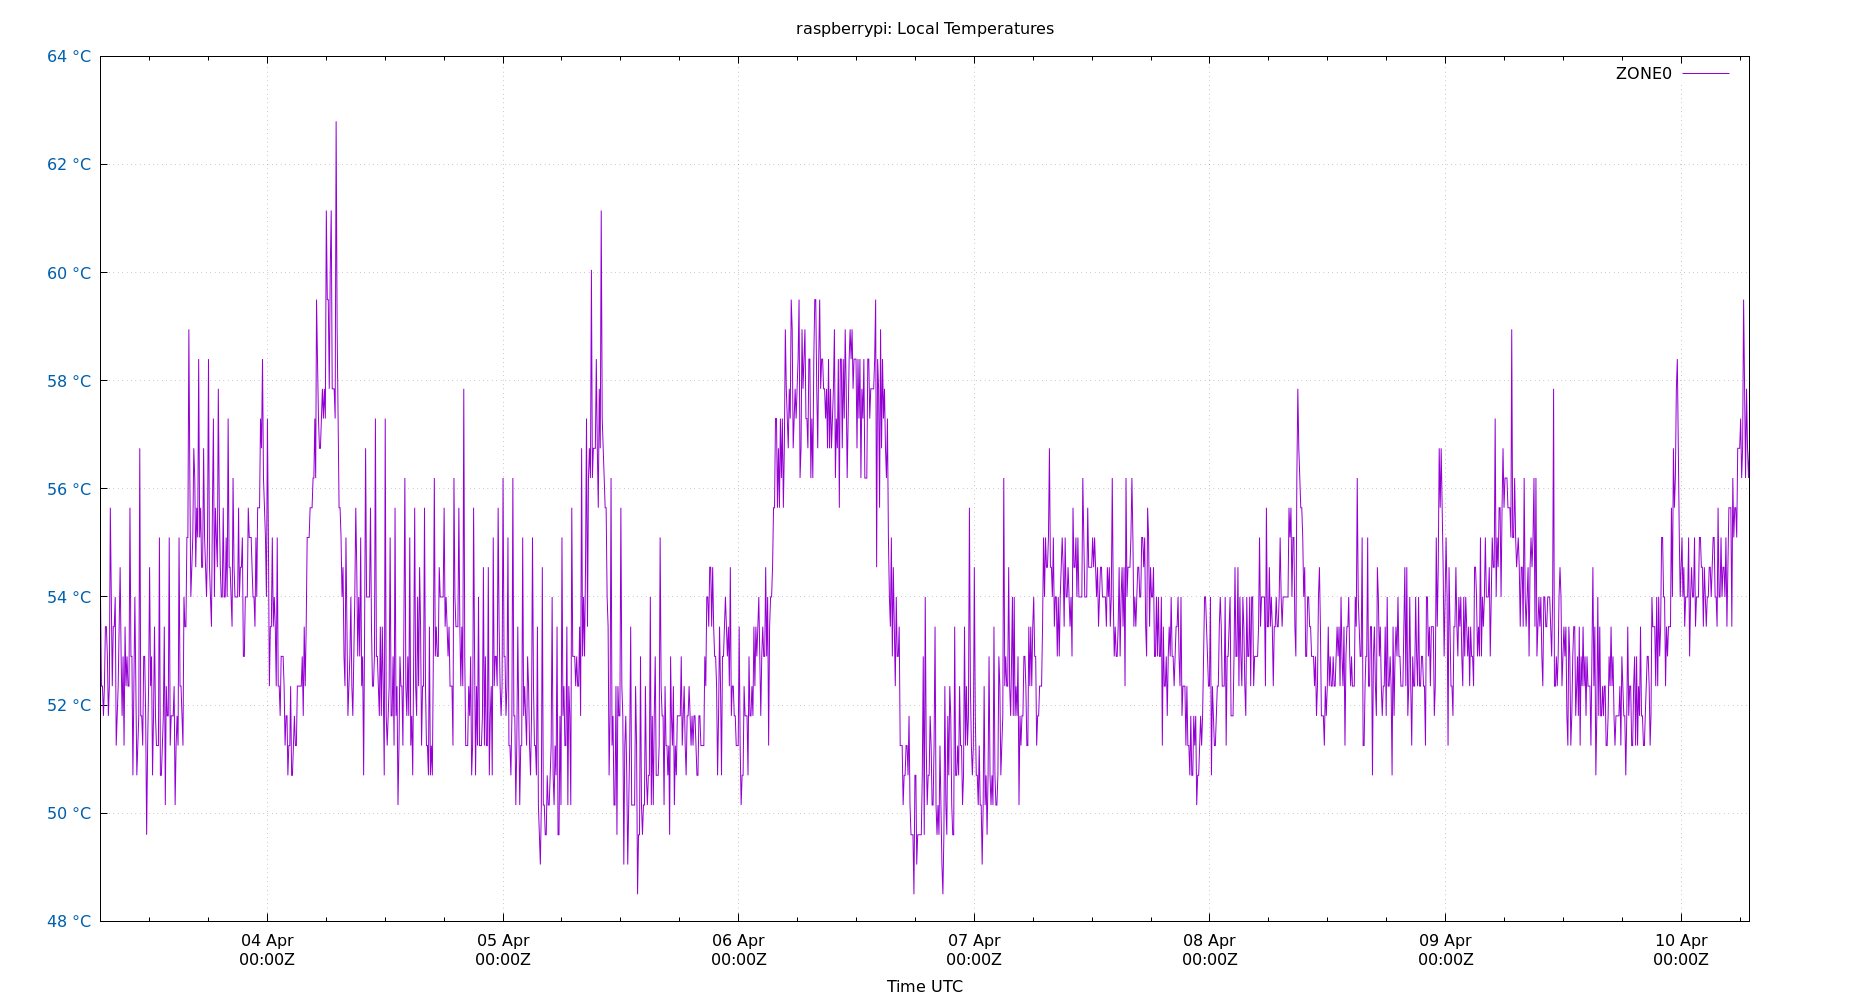 raspberrypi: Local Temperatures
64 °C
ZONE0
62 °C
60 °C
58 °C
56 °C
54 °C
52 °C
50 °C
48 °C
04 Apr 05 Apr 06 Apr 07 Apr 08 Apr 09 Apr 10 Apr
00:00Z 00:00Z 00:00Z 00:00Z 00:00Z 00:00Z 00:00Z
Time UTC